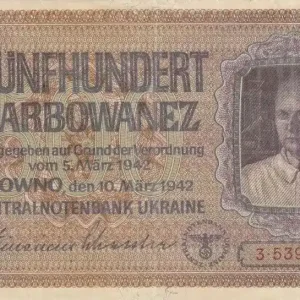 ÜNFHUNDERT
ARBOWANEZ
gegeben auf Grund der Verordnung
vom 5. März 1942
OWNO, den 10. März 1942
NTRALNOTENBANK UKRAINE
3·539